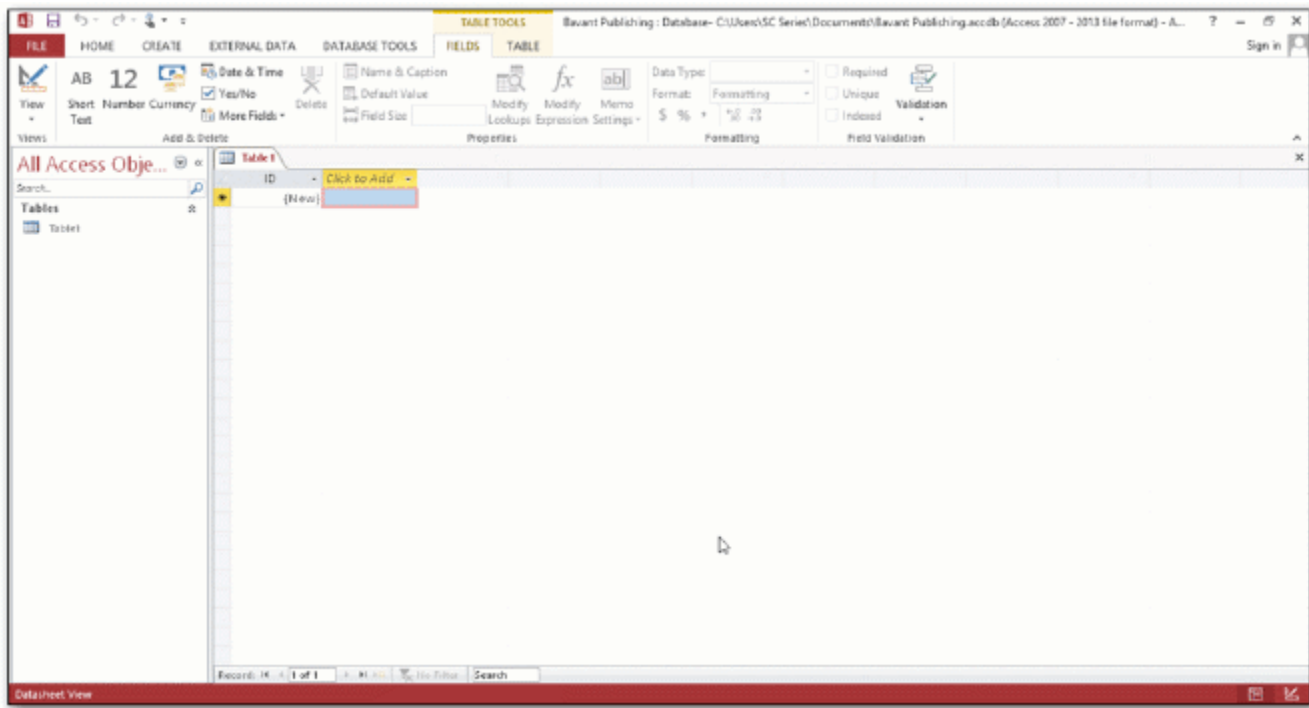 TABLE TOOLS
Bavant Publishing : Database- C:\Users\SC Series\Documents\Bavant Publishing.accdb (Access 2007 - 2013 file format) - A... ?
FILE HOME CREATE EXTERNAL DATA DATABASE TOOLS FIELDS TABLE Sign in
View
Views
AB Short Text
12 Number
Currency
Date & Time
Yes/No
More Fields
Delete
Add & Delete
Name & Caption
Default Value
Field Size
Modify Lookups
fx Modify Expression
ab Memo Settings
Properties
Data Type:
Format: Formatting
$ %
Formatting
Required
Unique
Indexed
Validation
Field Validation
All Access Obje...
Search...
Tables
Table1
Table1
ID Click to Add
(New)
Record: 1 of 1 No Filter Search
Datasheet View